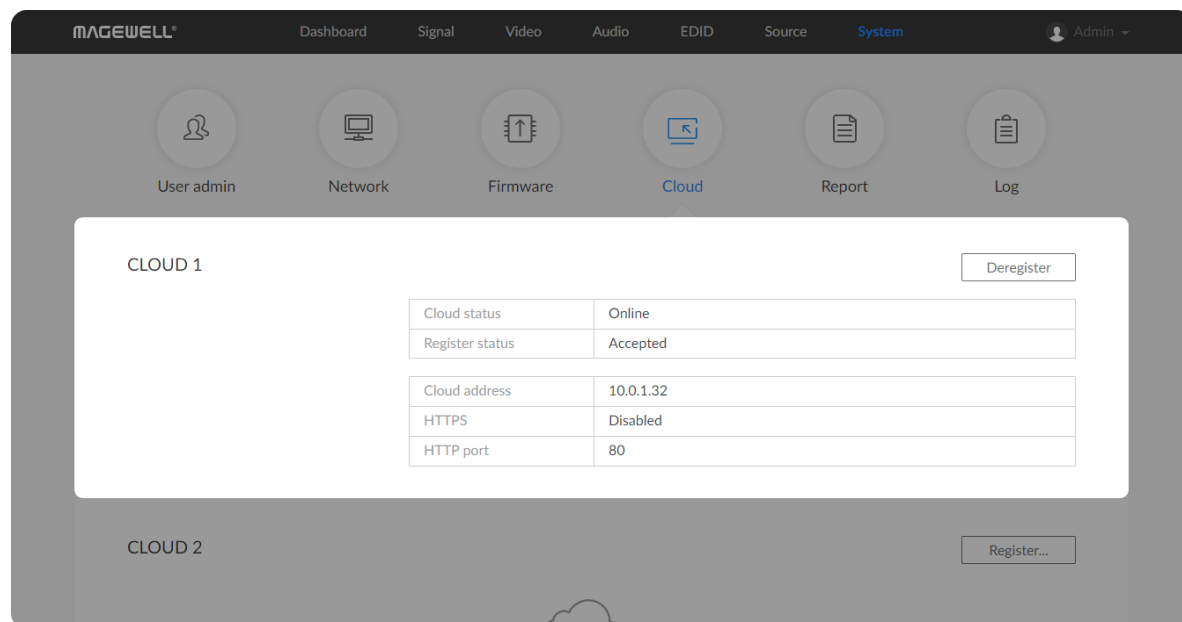 MAGEWELL®
Dashboard Signal Video Audio EDID Source System Admin
User admin Network Firmware Cloud Report Log
CLOUD 1 Deregister
Cloud status Online
Register status Accepted
Cloud address 10.0.1.32
HTTPS Disabled
HTTP port 80
CLOUD 2 Register...